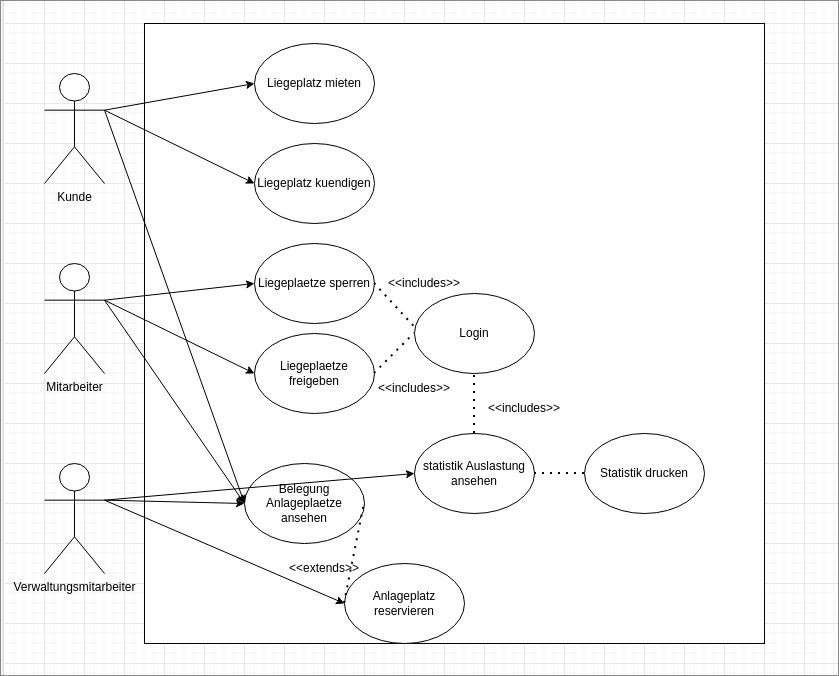 Liegeplatz mieten
Kunde
Liegeplatz kuendigen
Liegeplaetze sperren
<<includes>>
Login
Liegeplaetze
freigeben
Mitarbeiter
<<includes>>
<<includes>>
statistik Auslastung
ansehen
Statistik drucken
Belegung
Anlageplaetze
ansehen
<<extends>>
Verwaltungsmitarbeiter
Anlageplatz
reservieren